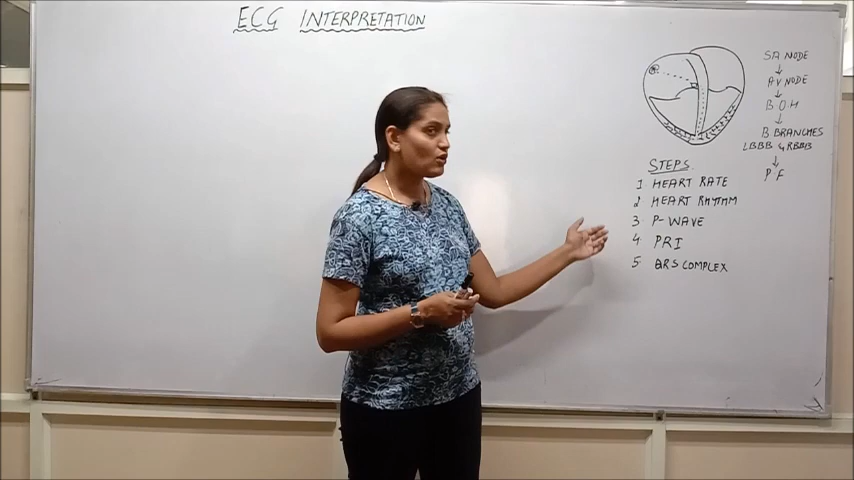 ECG INTERPRETATION
SA NODE
↓
AV NODE
↓
B.O.H
↓
B BRANCHES
LBBB & RBBB
↓
P F
STEPS
1 HEART RATE
2 HEART RHYTHM
3 P-WAVE
4 PRI
5 QRS COMPLEX